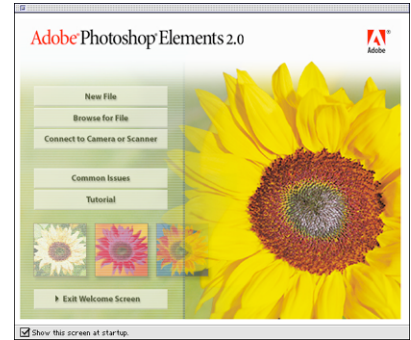 Adobe® Photoshop® Elements 2.0
Adobe
New File
Browse for File
Connect to Camera or Scanner
Common Issues
Tutorial
Exit Welcome Screen
Show this screen at startup.